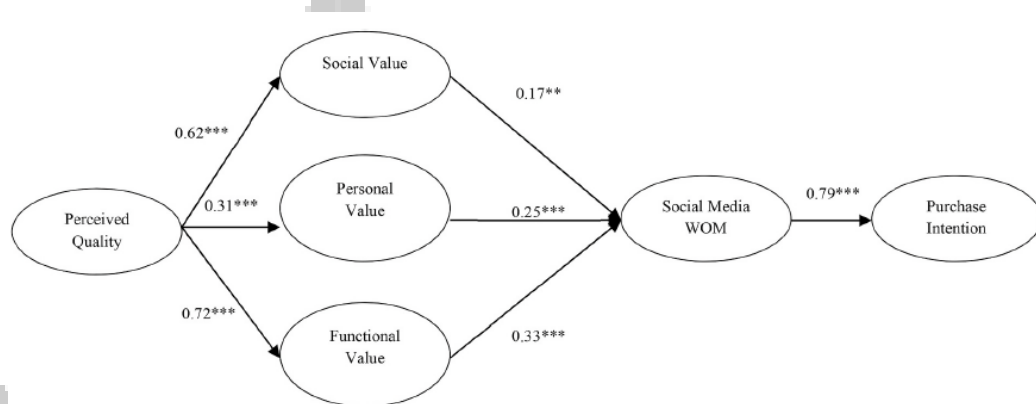 Social Value
0.17**
0.62***
Personal
Value
0.31***
0.25***
Perceived
Quality
Social Media
WOM
0.79***
Purchase
Intention
0.72***
Functional
Value
0.33***